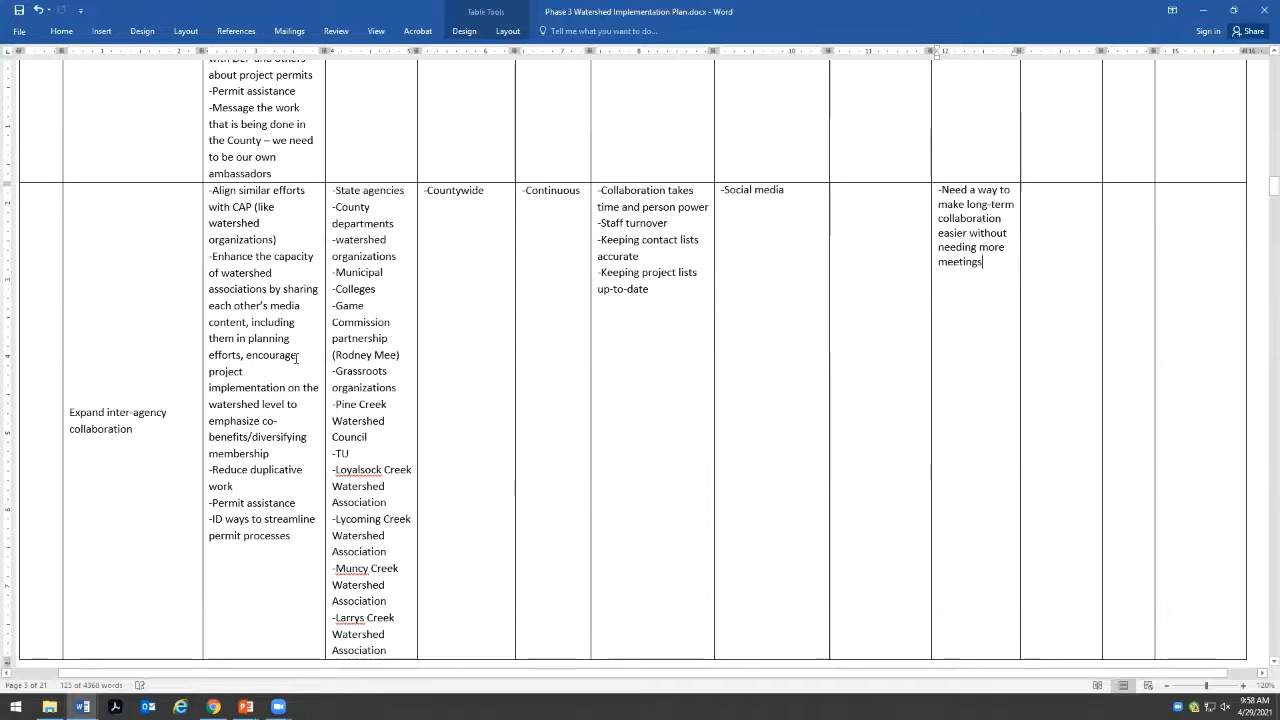 Table Tools
Phase 3 Watershed Implementation Plan.docx - Word
File Home Insert Design Layout References Mailings Review View Acrobat Design Layout Tell me what you want to do... Sign in Share
with DEP and others
about project permits
-Permit assistance
-Message the work
that is being done in
the County – we need
to be our own
ambassadors
Expand inter-agency
collaboration
-Align similar efforts
with CAP (like
watershed
organizations)
-Enhance the capacity
of watershed
associations by sharing
each other's media
content, including
them in planning
efforts, encourage
project
implementation on the
watershed level to
emphasize co-
benefits/diversifying
membership
-Reduce duplicative
work
-Permit assistance
-ID ways to streamline
permit processes
-State agencies
-County
departments
-watershed
organizations
-Municipal
-Colleges
-Game
Commission
partnership
(Rodney Mee)
-Grassroots
organizations
-Pine Creek
Watershed
Council
-TU
-Loyalsock Creek
Watershed
Association
-Lycoming Creek
Watershed
Association
-Muncy Creek
Watershed
Association
-Larrys Creek
Watershed
Association
-Countywide
-Continuous
-Collaboration takes
time and person power
-Staff turnover
-Keeping contact lists
accurate
-Keeping project lists
up-to-date
-Social media
-Need a way to
make long-term
collaboration
easier without
needing more
meetings
Page 5 of 21 125 of 4368 words 120%
9:58 AM
4/29/2021